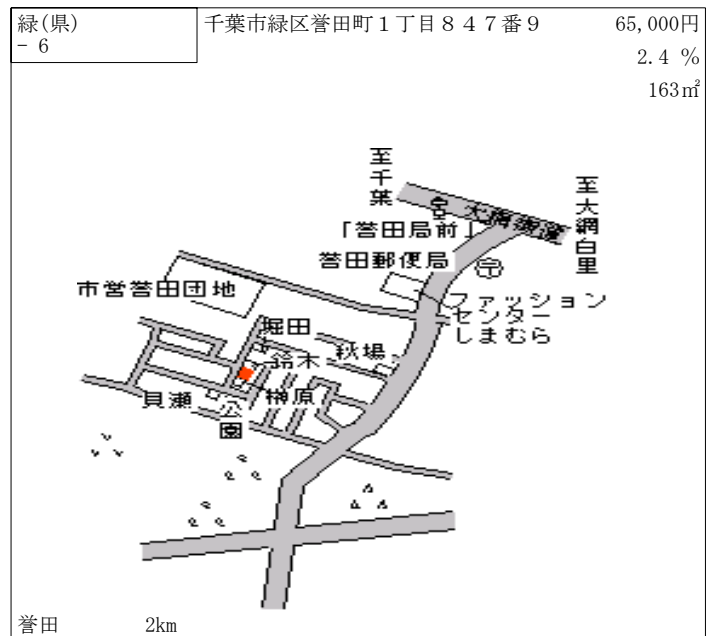 緑(県)
- 6
千葉市緑区誉田町1丁目847番9
65,000円
2.4 %
163㎡
至千葉
至大網白里
大網街道
「誉田局前」
誉田郵便局
市営誉田団地
ファッション
センター
しまむら
堀田
鈴木
秋場
榊原
貝瀬
公園
誉田 2km